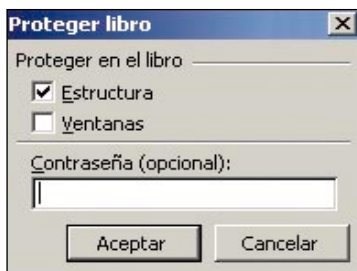 Proteger libro
Proteger en el libro
Estructura
Ventanas
Contraseña (opcional):
Aceptar Cancelar